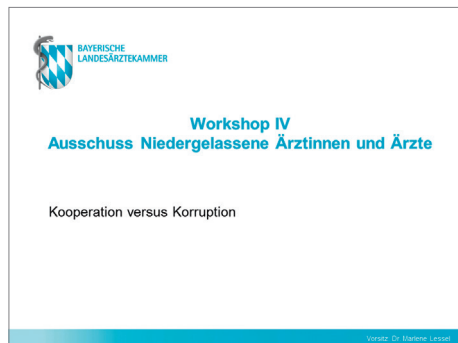 BAYERISCHE
LANDESÄRZTEKAMMER
Workshop IV
Ausschuss Niedergelassene Ärztinnen und Ärzte
Kooperation versus Korruption
Vorsitz Dr Marlene Lessel